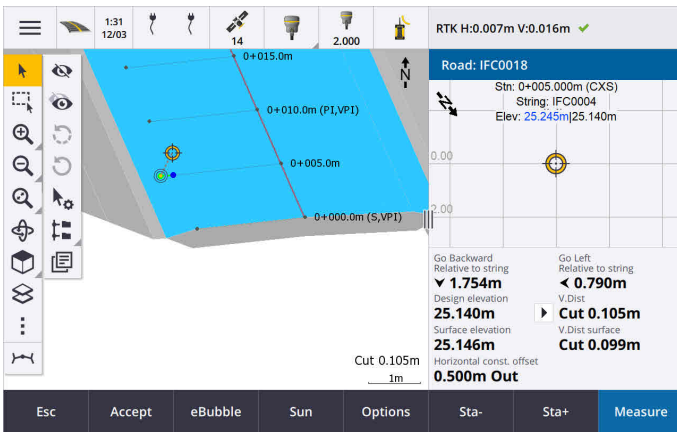 1:31
12/03
14
2.000
RTK H:0.007m V:0.016m
Road: IFC0018
0+015.0m
0+010.0m (PI,VPI)
0+005.0m
0+000.0m (S,VPI)
N
Cut 0.105m
1m
Stn: 0+005.000m (CXS)
String: IFC0004
Elev: 25.245m|25.140m
N
0.00
2.00
Go Backward
Relative to string
1.754m
Go Left
Relative to string
0.790m
Design elevation
25.140m
V.Dist
Cut 0.105m
Surface elevation
25.146m
V.Dist surface
Cut 0.099m
Horizontal const. offset
0.500m Out
Esc
Accept
eBubble
Sun
Options
Sta-
Sta+
Measure